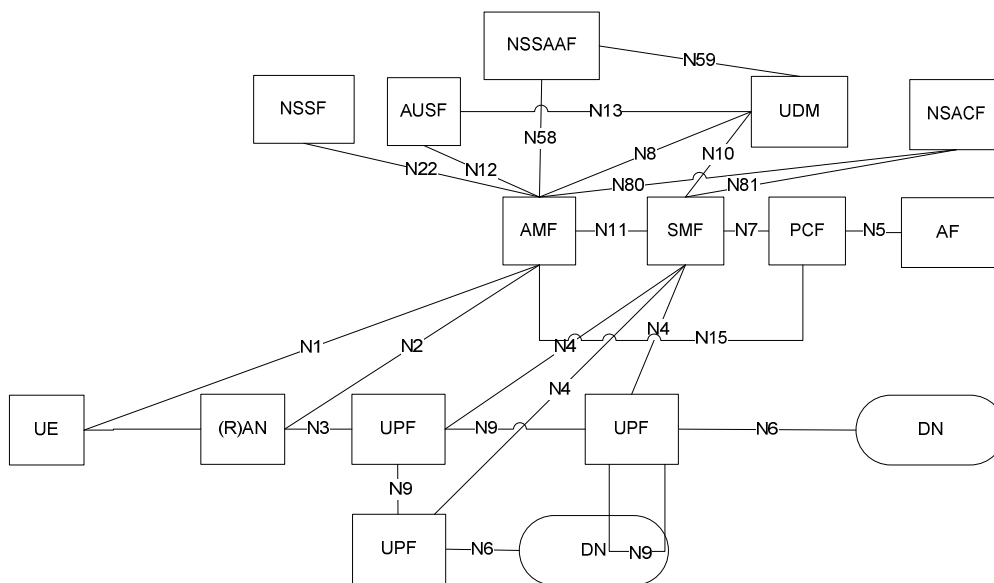 NSSAAF
N59
NSSF
AUSF
N13
UDM
NSACF
N58
N22
N12
N8
N10
N80
N81
AMF
N11
SMF
N7
PCF
N5
AF
N1
N2
N4
N4
N15
N4
UE
(R)AN
N3
UPF
N9
UPF
N6
DN
N9
UPF
N6
DN
N9